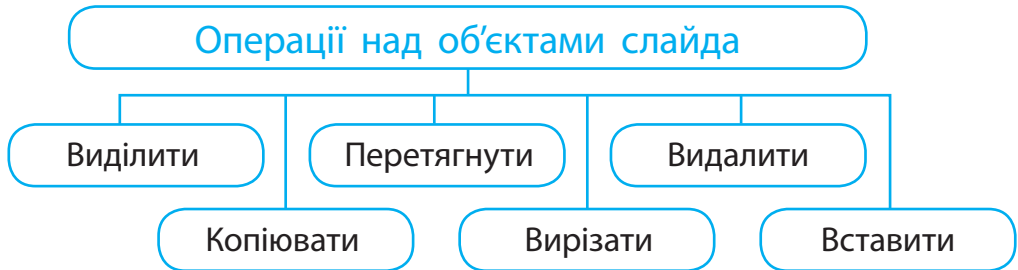 Операції над об’єктами слайда
Виділити
Перетягнути
Видалити
Копіювати
Вирізати
Вставити